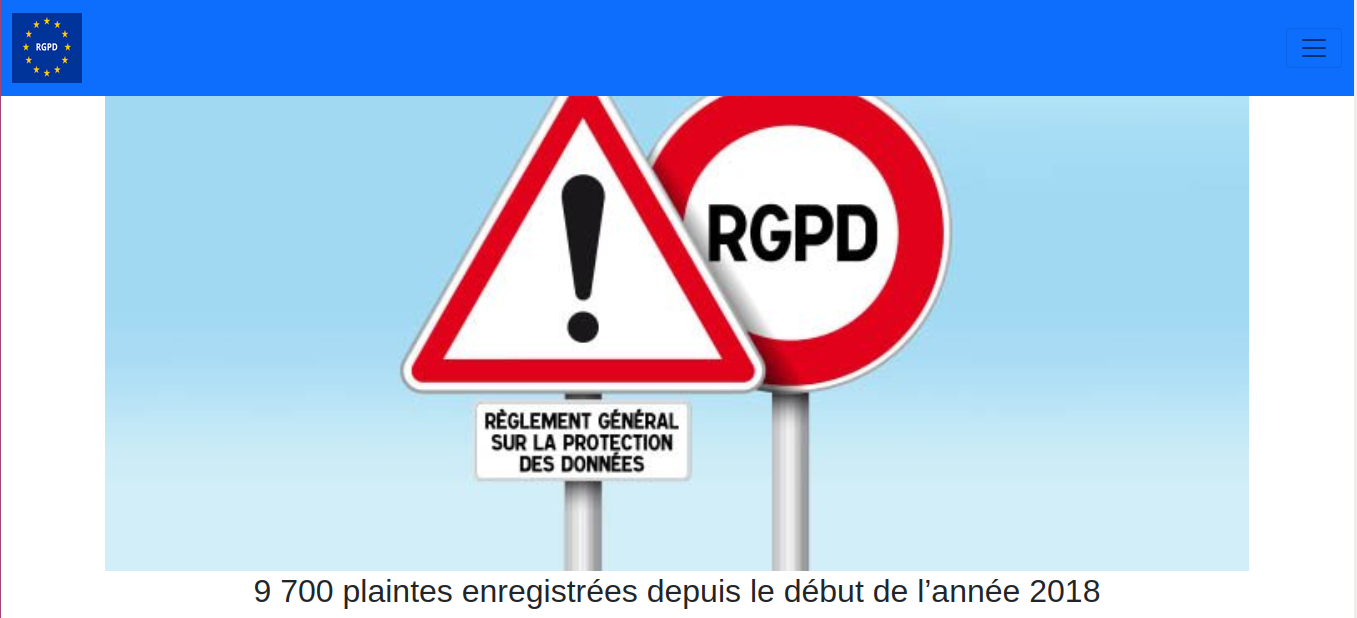 RGPD
RGPD
RÈGLEMENT GÉNÉRAL
SUR LA PROTECTION
DES DONNÉES
9 700 plaintes enregistrées depuis le début de l’année 2018